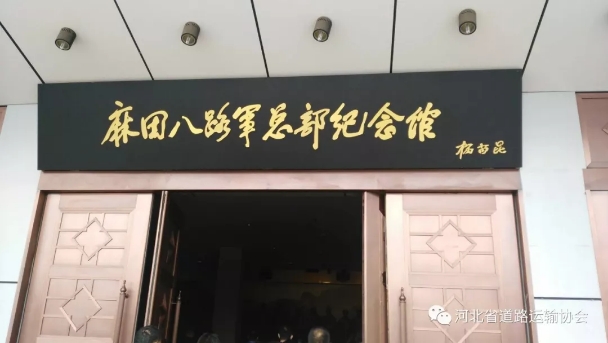 麻田八路军总部纪念馆
杨尚昆
河北省道路运输协会